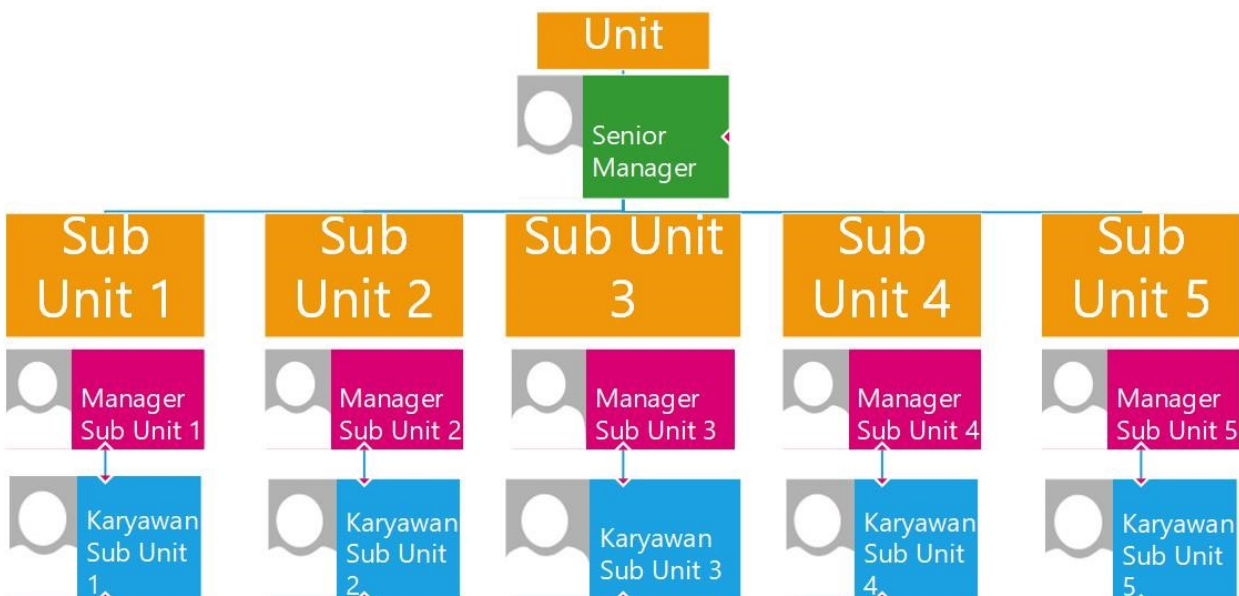 Unit
Senior
Manager
Sub
Unit 1
Sub
Unit 2
Sub Unit
3
Sub
Unit 4
Sub
Unit 5
Manager
Sub Unit 1
Manager
Sub Unit 2
Manager
Sub Unit 3
Manager
Sub Unit 4
Manager
Sub Unit 5
Karyawan
Sub Unit
1
Karyawan
Sub Unit
2
Karyawan
Sub Unit 3
Karyawan
Sub Unit
4
Karyawan
Sub Unit
5